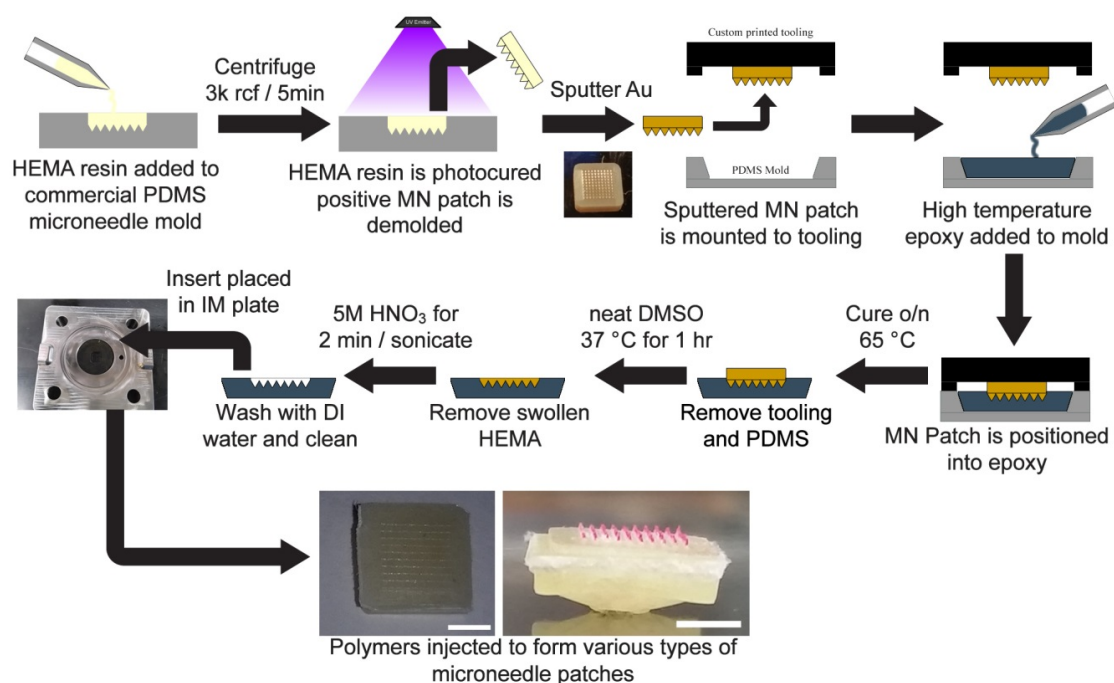 UV Emitter
Centrifuge
3k rcf / 5min
HEMA resin added to
commercial PDMS
microneedle mold
HEMA resin is photocured
positive MN patch is
demolded
Sputter Au
Custom printed tooling
PDMS Mold
Sputtered MN patch
is mounted to tooling
High temperature
epoxy added to mold
Cure o/n
65 °C
MN Patch is positioned
into epoxy
Remove tooling
and PDMS
neat DMSO
37 °C for 1 hr
Remove swollen
HEMA
5M HNO₃ for
2 min / sonicate
Wash with DI
water and clean
Insert placed
in IM plate
Polymers injected to form various types of
microneedle patches